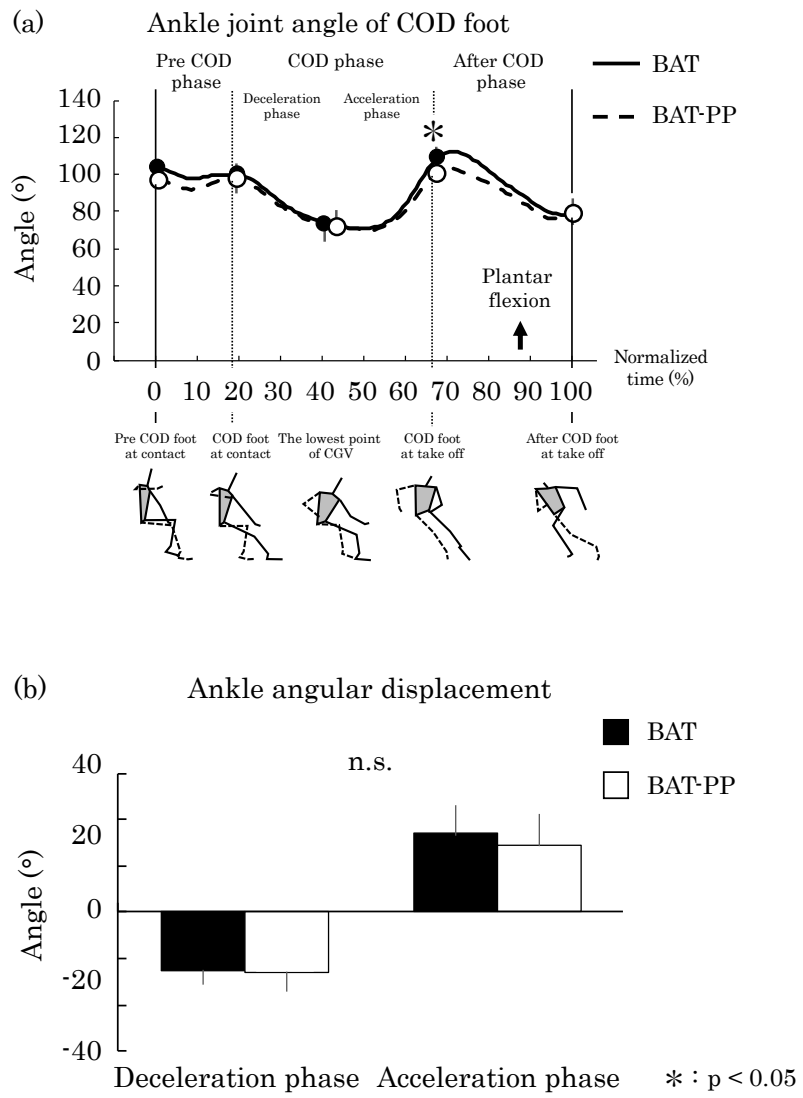 (a)
Ankle joint angle of COD foot
Pre COD
phase
COD phase
After COD
phase
Deceleration
phase
Acceleration
phase
BAT
BAT-PP
*
Angle (°)
140
120
100
80
60
40
20
0
Plantar
flexion
0 10 20 30 40 50 60 70 80 90 100
Normalized
time (%)
Pre COD foot
at contact
COD foot
at contact
The lowest point
of CGV
COD foot
at take off
After COD foot
at take off
(b)
Ankle angular displacement
BAT
BAT-PP
n.s.
Angle (°)
40
20
0
-20
-40
Deceleration phase
Acceleration phase
* : p < 0.05